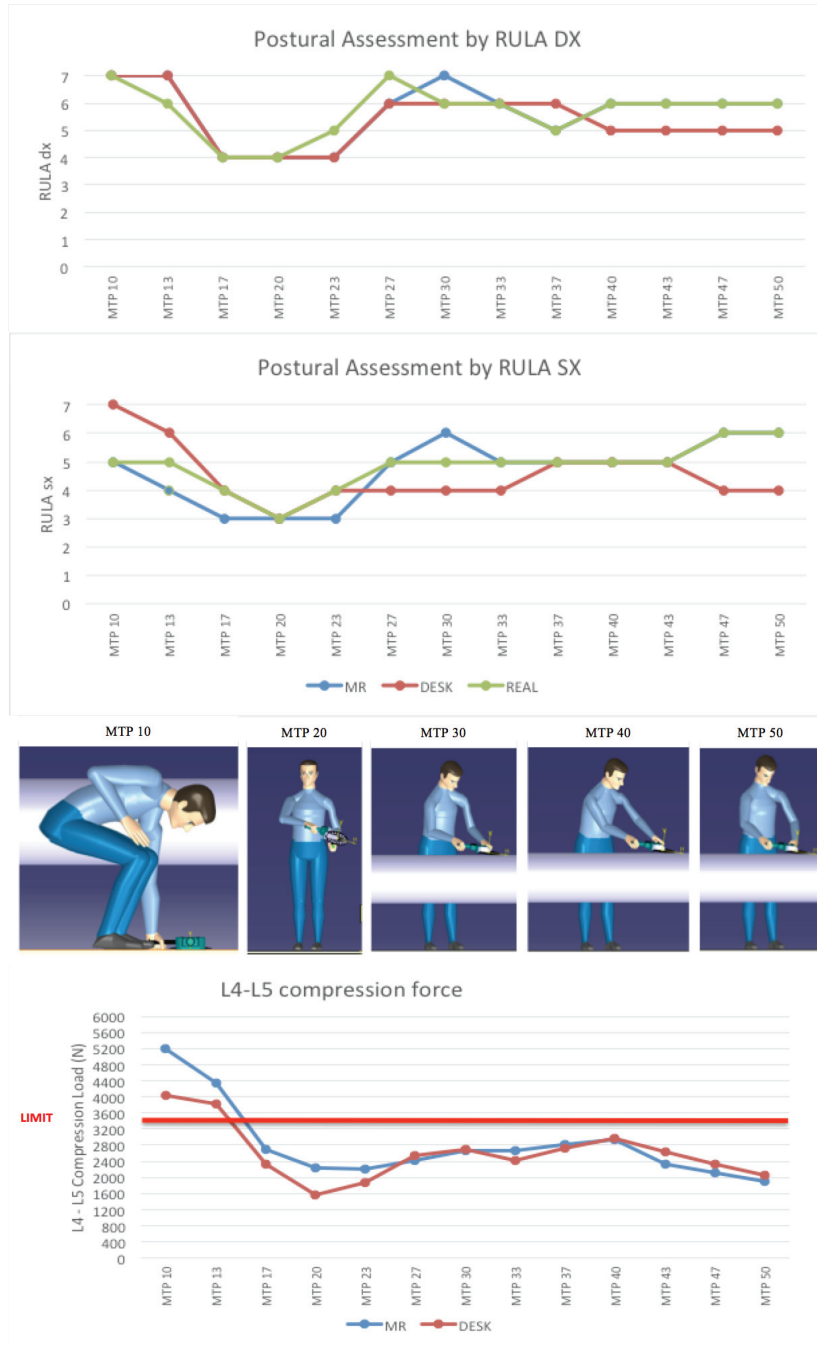 Postural Assessment by RULA DX
RULA dx
7
6
5
4
3
2
1
0
MTP 10
MTP 13
MTP 17
MTP 20
MTP 23
MTP 27
MTP 30
MTP 33
MTP 37
MTP 40
MTP 43
MTP 47
MTP 50
Postural Assessment by RULA SX
RULA sx
7
6
5
4
3
2
1
0
MTP 10
MTP 13
MTP 17
MTP 20
MTP 23
MTP 27
MTP 30
MTP 33
MTP 37
MTP 40
MTP 43
MTP 47
MTP 50
MR DESK REAL
MTP 10 MTP 20 MTP 30 MTP 40 MTP 50
L4-L5 compression force
L4 - L5 Compression Load (N)
6000
5600
5200
4800
4400
4000
3600
3200
2800
2400
2000
1600
1200
800
400
0
LIMIT
MTP 10
MTP 13
MTP 17
MTP 20
MTP 23
MTP 27
MTP 30
MTP 33
MTP 37
MTP 40
MTP 43
MTP 47
MTP 50
MR DESK